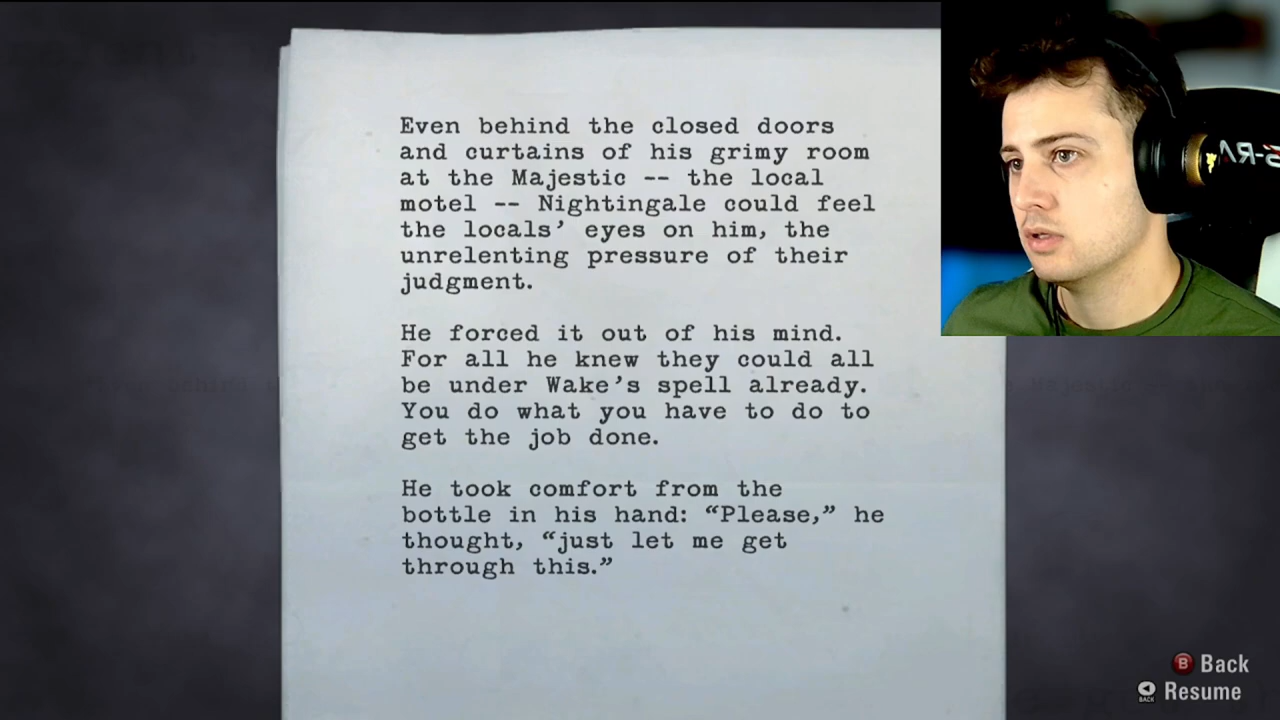 Even behind the closed doors
and curtains of his grimy room
at the Majestic -- the local
motel -- Nightingale could feel
the locals’ eyes on him, the
unrelenting pressure of their
judgment.
He forced it out of his mind.
For all he knew they could all
be under Wake’s spell already.
You do what you have to do to
get the job done.
He took comfort from the
bottle in his hand: “Please,” he
thought, “just let me get
through this.”
B Back
BACK Resume